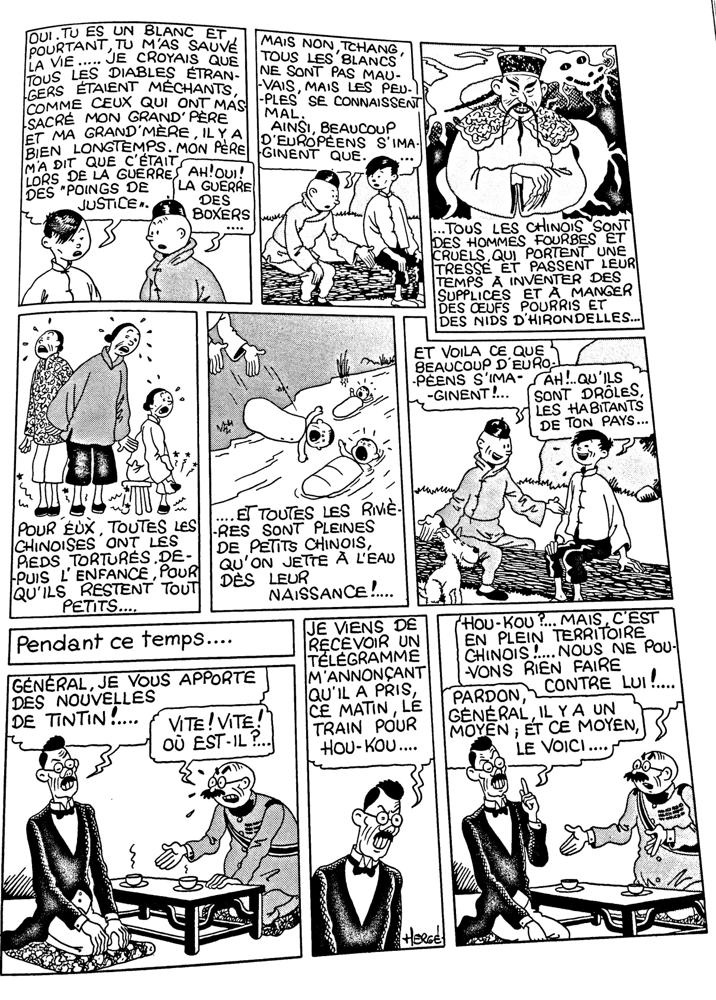 OUI. TU ES UN BLANC ET,
POURTANT, TU M'AS SAUVÉ
LA VIE..... JE CROYAIS QUE
TOUS LES DIABLES ÉTRAN-
-GERS ÉTAIENT MÉCHANTS,
COMME CEUX QUI ONT MAS
-SACRÉ MON GRAND'PÈRE
ET MA GRAND'MÈRE, IL Y A
BIEN LONGTEMPS. MON PÈRE
M'A DIT QUE C'ÉTAIT
LORS DE LA GUERRE
DES "POINGS DE
JUSTICE".
AH! OUI!
LA GUERRE
DES
BOXERS
....
MAIS NON, TCHANG,
TOUS LES BLANCS
NE SONT PAS MAU-
-VAIS, MAIS LES PEU-
-PLES SE CONNAISSENT
MAL.
AINSI, BEAUCOUP
D'EUROPÉENS S'IMA-
-GINENT QUE. ...
...TOUS LES CHINOIS SONT
DES HOMMES FOURBES ET
CRUELS, QUI PORTENT UNE
TRESSE ET PASSENT LEUR
TEMPS À INVENTER DES
SUPPLICES ET À MANGER
DES ŒUFS POURRIS ET
DES NIDS D'HIRONDELLES...
POUR EUX, TOUTES LES
CHINOISES ONT LES
PIEDS TORTURÉS. DE-
-PUIS L'ENFANCE, POUR
QU'ILS RESTENT TOUT
PETITS....
....ET TOUTES LES RIVIÈ-
-RES SONT PLEINES
DE PETITS CHINOIS,
QU'ON JETTE À L'EAU
DÈS LEUR
NAISSANCE!.....
ET VOILA CE QUE
BEAUCOUP D'EURO-
-PÉENS S'IMA-
-GINENT!...
AH!..QU'ILS
SONT DRÔLES,
LES HABITANTS
DE TON PAYS...
Pendant ce temps....
GÉNÉRAL, JE VOUS APPORTE
DES NOUVELLES
DE TINTIN!....
VITE! VITE!
OÙ EST-IL?...
JE VIENS DE
RECEVOIR UN
TÉLÉGRAMME
M'ANNONÇANT
QU'IL A PRIS,
CE MATIN, LE
TRAIN POUR
HOU-KOU....
HERGÉ
HOU-KOU?... MAIS, C'EST
EN PLEIN TERRITOIRE
CHINOIS!....NOUS NE POU-
-VONS RIEN FAIRE
CONTRE LUI!.....
PARDON,
GÉNÉRAL, IL Y A UN
MOYEN; ET CE MOYEN,
LE VOICI....